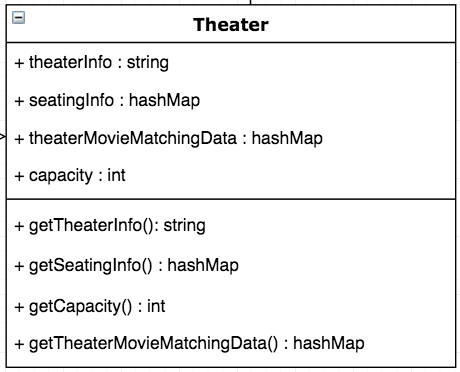 Theater
+ theaterInfo : string
+ seatingInfo : hashMap
+ theaterMovieMatchingData : hashMap
+ capacity : int
+ getTheaterInfo(): string
+ getSeatingInfo() : hashMap
+ getCapacity() : int
+ getTheaterMovieMatchingData() : hashMap